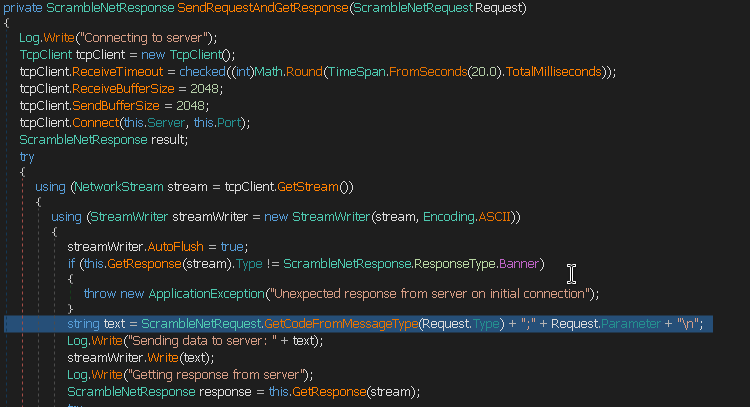 private ScrambleNetResponse SendRequestAndGetResponse(ScrambleNetRequest Request)
{
Log.Write("Connecting to server");
TcpClient tcpClient = new TcpClient();
tcpClient.ReceiveTimeout = checked((int)Math.Round(TimeSpan.FromSeconds(20.0).TotalMilliseconds));
tcpClient.ReceiveBufferSize = 2048;
tcpClient.SendBufferSize = 2048;
tcpClient.Connect(this.Server, this.Port);
ScrambleNetResponse result;
try
{
using (NetworkStream stream = tcpClient.GetStream())
{
using (StreamWriter streamWriter = new StreamWriter(stream, Encoding.ASCII))
{
streamWriter.AutoFlush = true;
if (this.GetResponse(stream).Type != ScrambleNetResponse.ResponseType.Banner)
{
throw new ApplicationException("Unexpected response from server on initial connection");
}
string text = ScrambleNetRequest.GetCodeFromMessageType(Request.Type) + ";" + Request.Parameter + "\n";
Log.Write("Sending data to server: " + text);
streamWriter.Write(text);
Log.Write("Getting response from server");
ScrambleNetResponse response = this.GetResponse(stream);
try